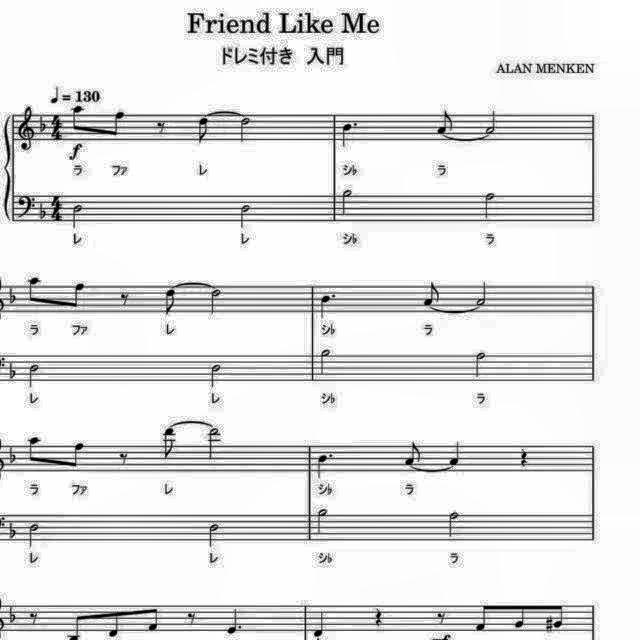 Friend Like Me
ドレミ付き 入門
ALAN MENKEN
♩= 130
f
ラ ファ レ シ♭ ラ
レ レ シ♭ ラ
ラ ファ レ シ♭ ラ
レ レ シ♭ ラ
ラ ファ レ シ♭ ラ
レ レ シ♭ ラ